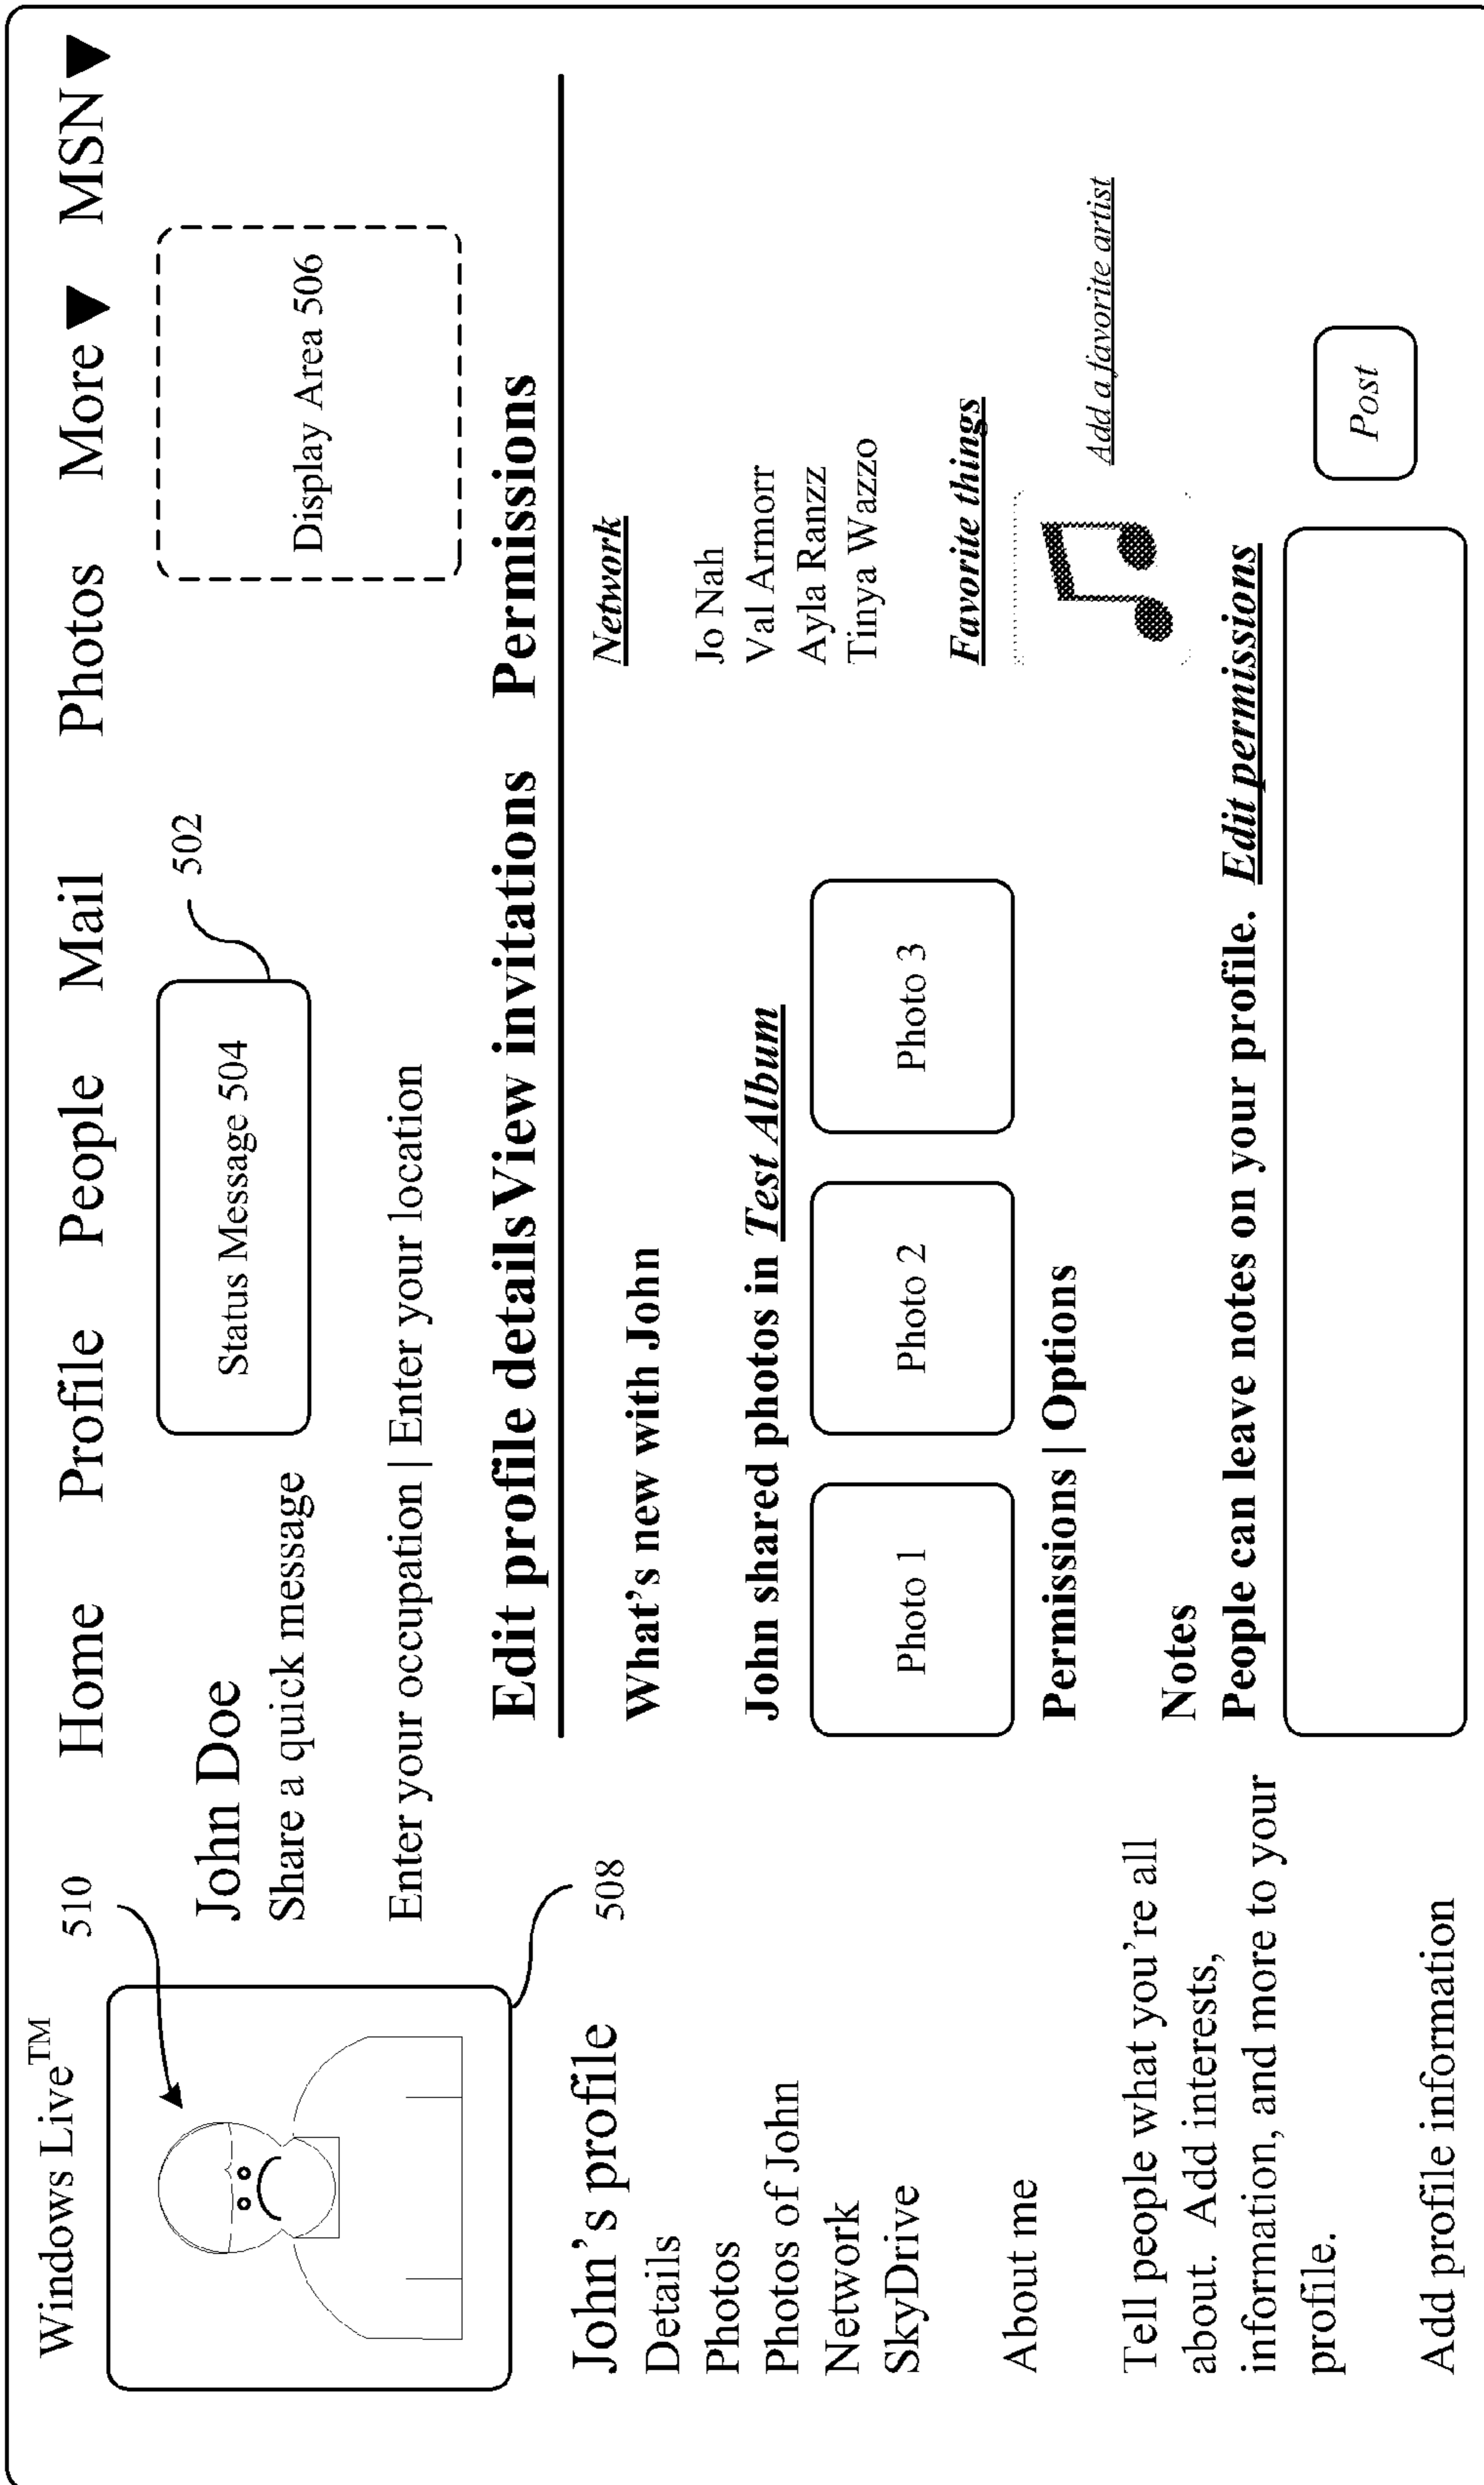 Windows Live™
Home Profile People Mail Photos More MSN
510
John Doe
Share a quick message
Status Message 504
502
Display Area 506
Enter your occupation | Enter your location
Edit profile details View invitations Permissions
508
John's profile
Details
Photos
Photos of John
Network
SkyDrive
About me
Tell people what you're all
about. Add interests,
information, and more to your
profile.
Add profile information
What's new with John
John shared photos in Test Album
Photo 1
Photo 2
Photo 3
Permissions | Options
Notes
People can leave notes on your profile. Edit permissions
Post
Network
Jo Nah
Val Armorr
Ayla Ranzz
Tinya Wazzo
Favorite things
Add a favorite artist